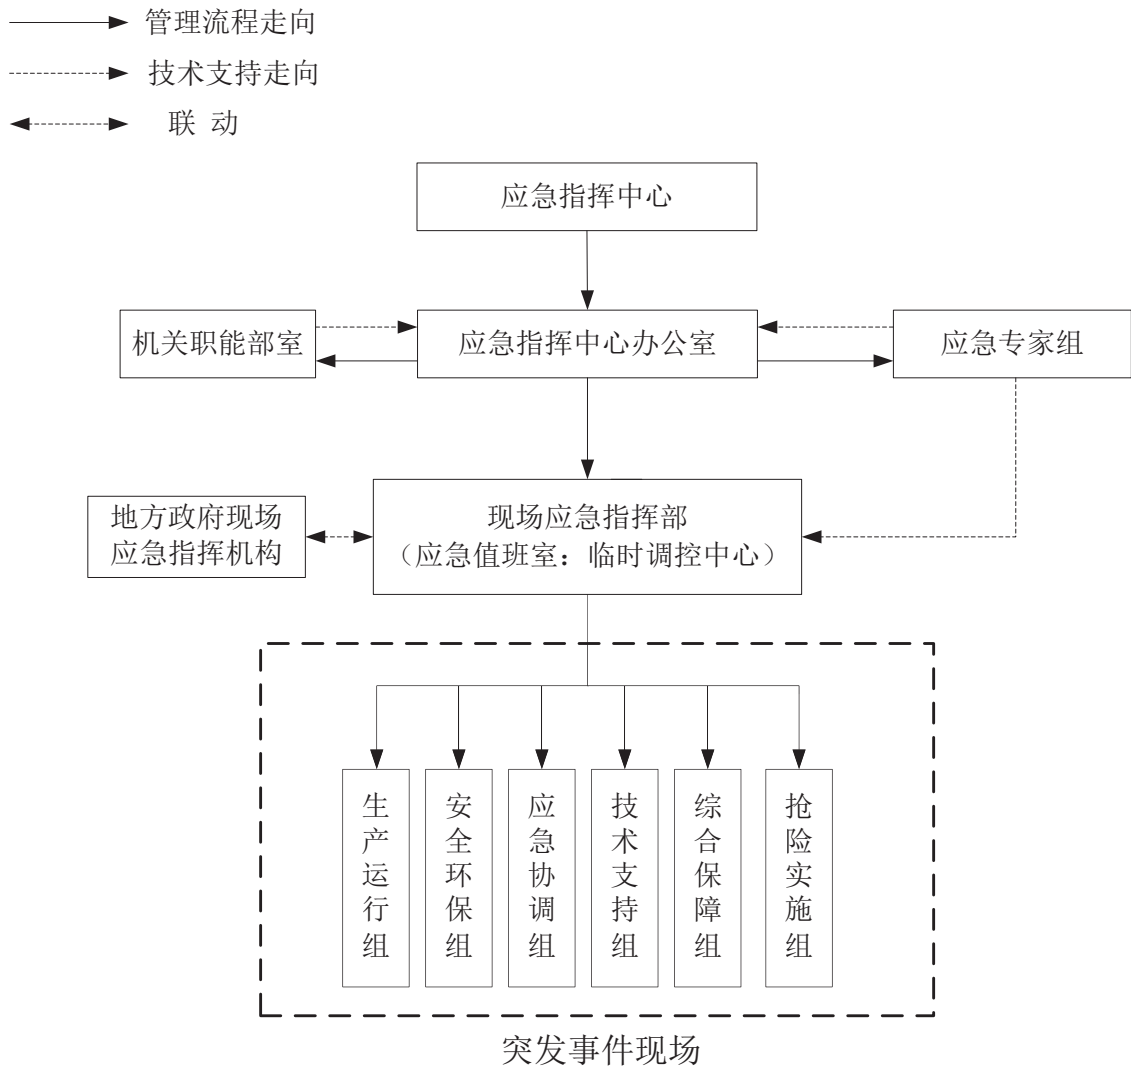 管理流程走向
技术支持走向
联 动
应急指挥中心
机关职能部室
应急指挥中心办公室
应急专家组
地方政府现场
应急指挥机构
现场应急指挥部
（应急值班室：临时调控中心）
生产运行组
安全环保组
应急协调组
技术支持组
综合保障组
抢险实施组
突发事件现场